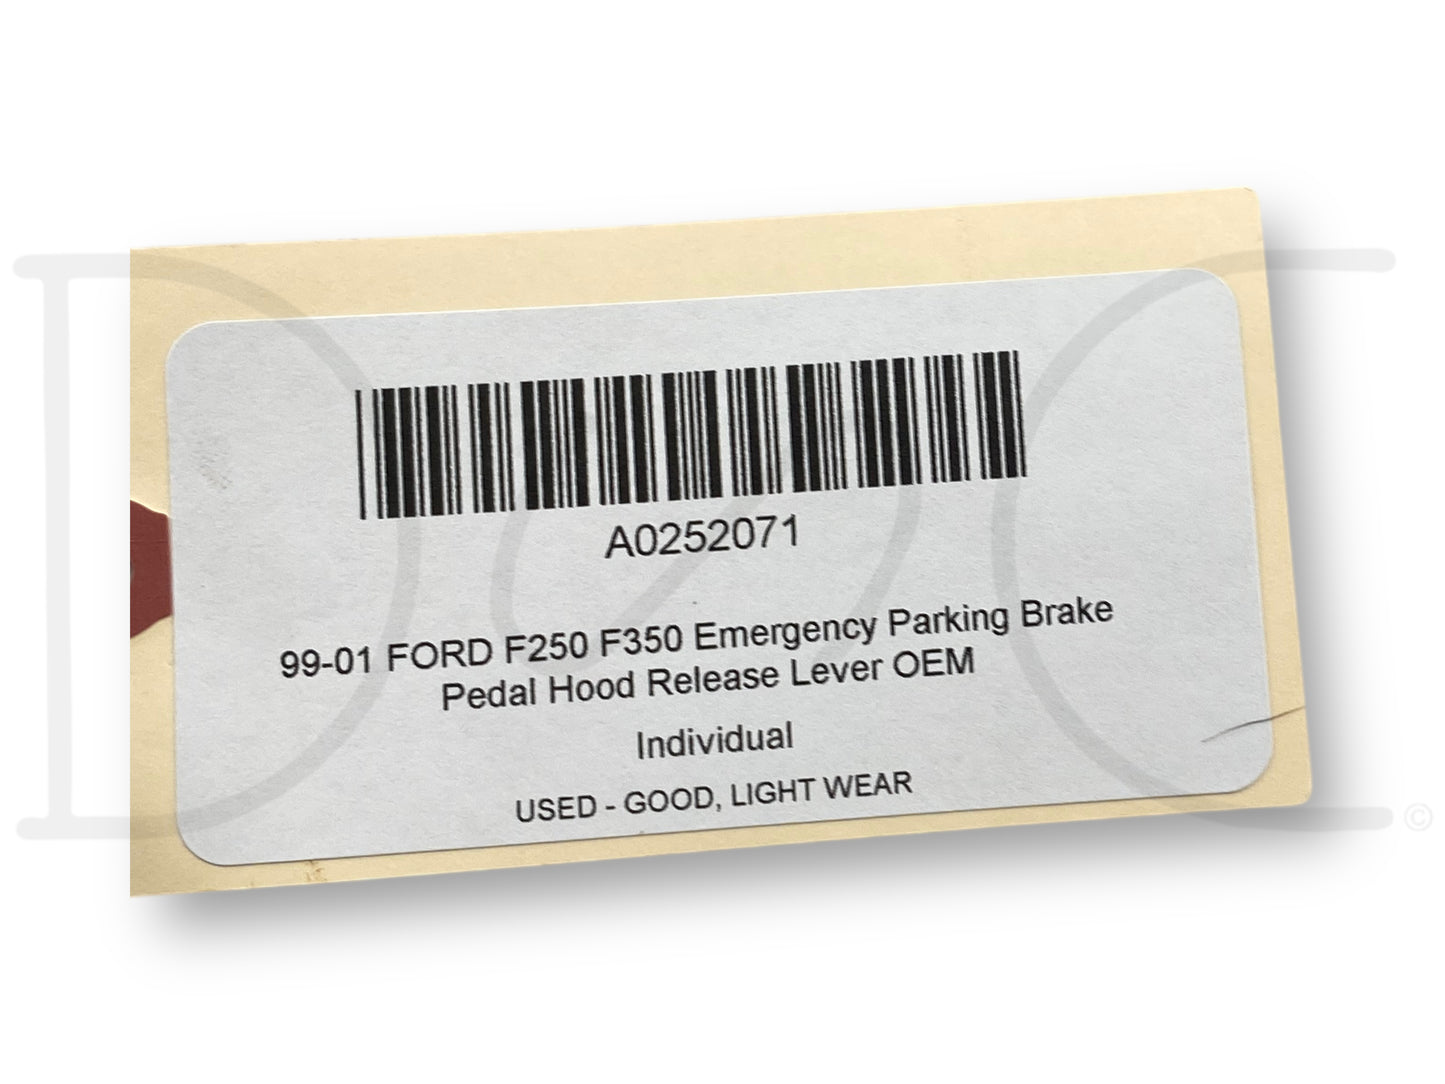 A0252071
99-01 FORD F250 F350 Emergency Parking Brake
Pedal Hood Release Lever OEM
Individual
USED - GOOD, LIGHT WEAR
©